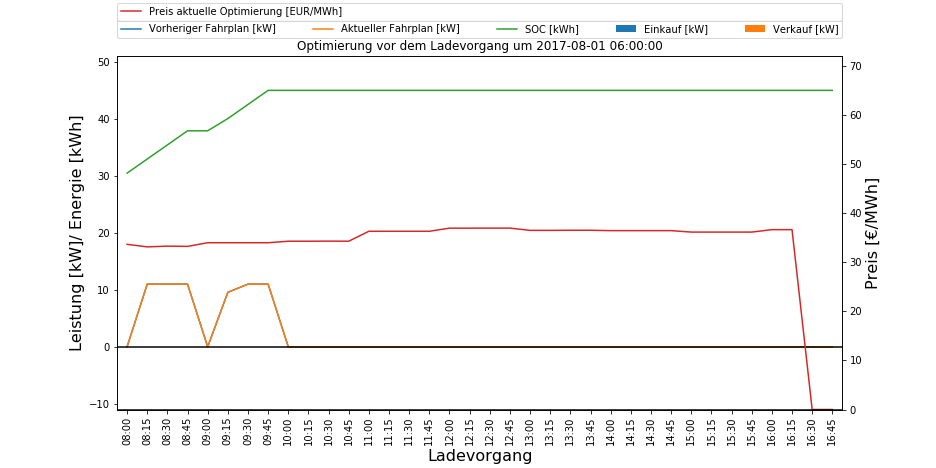 Preis aktuelle Optimierung [EUR/MWh]
Vorheriger Fahrplan [kW] Aktueller Fahrplan [kW] SOC [kWh] Einkauf [kW] Verkauf [kW]
Optimierung vor dem Ladevorgang um 2017-08-01 06:00:00
Leistung [kW]/ Energie [kWh]
50
40
30
20
10
0
−10
70
60
50
40
30
20
10
0
Preis [€/MWh]
08:00 08:15 08:30 08:45 09:00 09:15 09:30 09:45 10:00 10:15 10:30 10:45 11:00 11:15 11:30 11:45 12:00 12:15 12:30 12:45 13:00 13:15 13:30 13:45 14:00 14:15 14:30 14:45 15:00 15:15 15:30 15:45 16:00 16:15 16:30 16:45
Ladevorgang